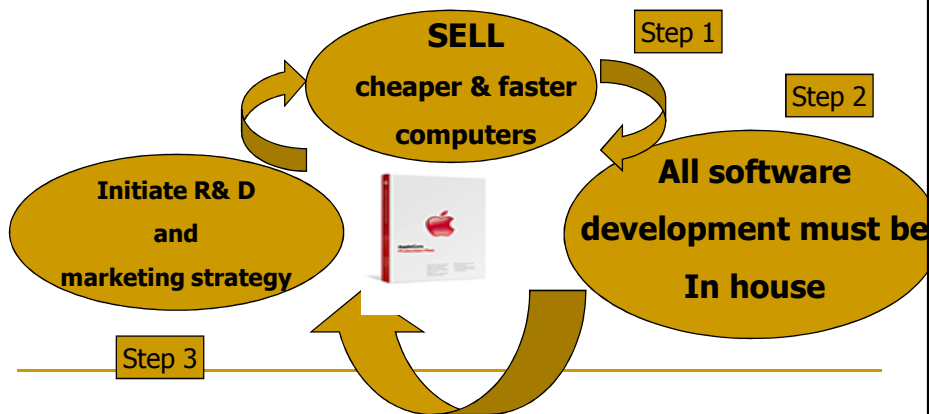 SELL
cheaper & faster
computers
Step 1
Step 2
All software
development must be
In house
Initiate R& D
and
marketing strategy
Step 3